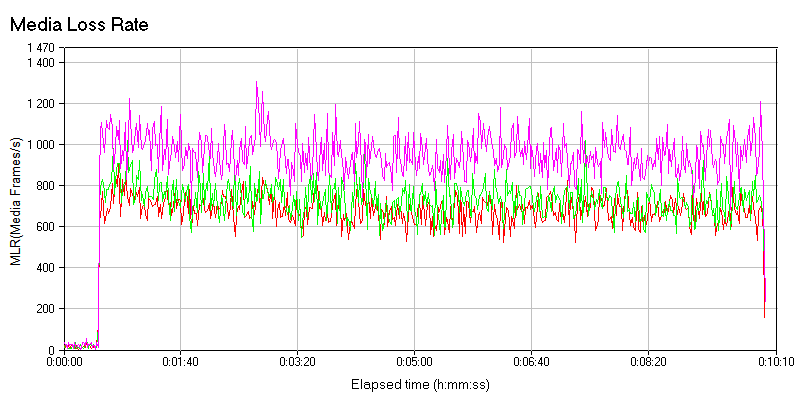 Media Loss Rate
1 470
1 400
1 200
1 000
800
600
400
200
0
MLR(Media Frames/s)
0:00:00 0:01:40 0:03:20 0:05:00 0:06:40 0:08:20 0:10:10
Elapsed time (h:mm:ss)